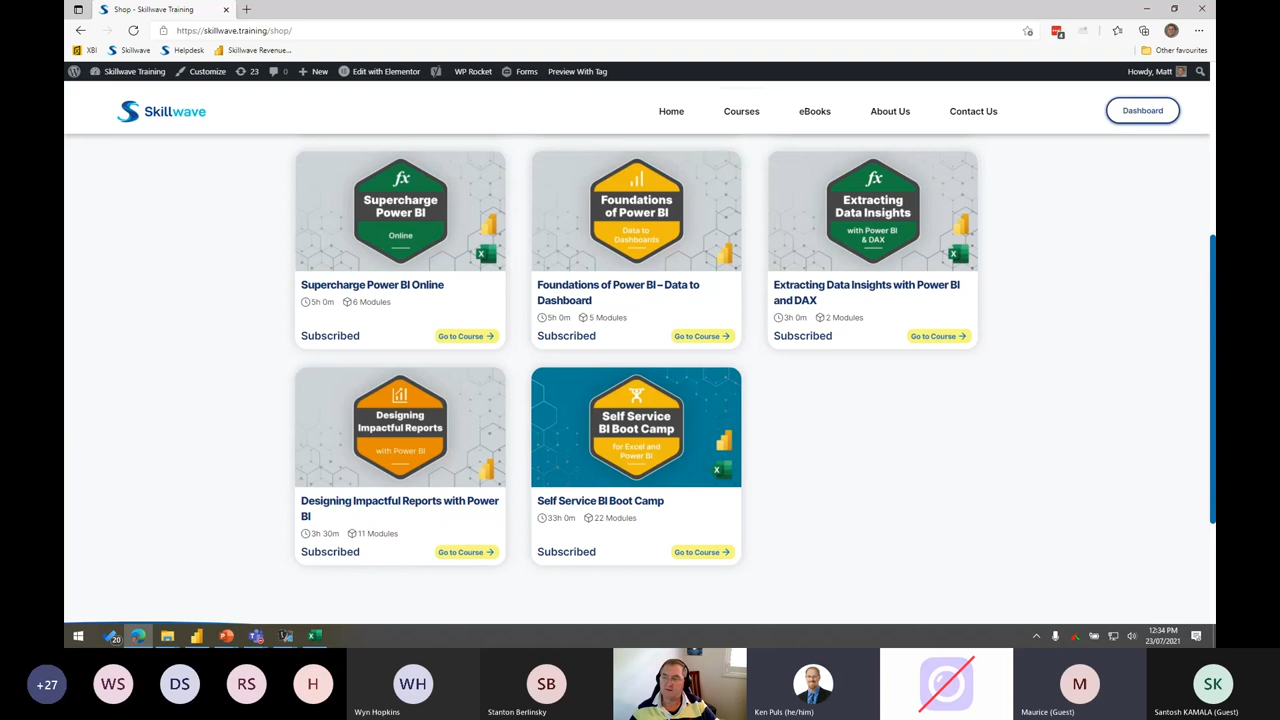 Shop - Skillwave Training
https://skillwave.training/shop/
XBI
Skillwave
Helpdesk
Skillwave Revenue...
Other favourites
Skillwave Training
Customize
23
0
New
Edit with Elementor
WP Rocket
Forms
Preview With Tag
Howdy, Matt
Skillwave
Home
Courses
eBooks
About Us
Contact Us
Dashboard
fx
Supercharge
Power BI
Online
Foundations
of Power BI
Data to
Dashboards
fx
Extracting
Data Insights
with Power BI
& DAX
Supercharge Power BI Online
5h 0m
6 Modules
Subscribed
Go to Course →
Foundations of Power BI – Data to
Dashboard
5h 0m
5 Modules
Subscribed
Go to Course →
Extracting Data Insights with Power BI
and DAX
3h 0m
2 Modules
Subscribed
Go to Course →
Designing
Impactful Reports
with Power BI
Self Service
BI Boot Camp
for Excel and
Power BI
Designing Impactful Reports with Power
BI
3h 30m
11 Modules
Subscribed
Go to Course →
Self Service BI Boot Camp
33h 0m
22 Modules
Subscribed
Go to Course →
20
12:34 PM
23/07/2021
+27
WS
DS
RS
H
WH
Wyn Hopkins
SB
Stanton Berlinsky
Ken Puls (he/him)
M
Maurice (Guest)
SK
Santosh KAMALA (Guest)